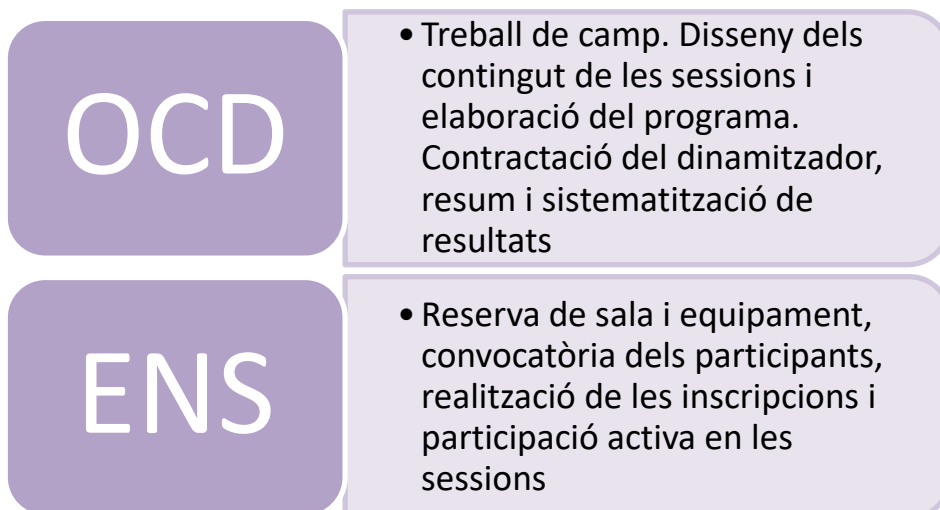 OCD
• Treball de camp. Disseny dels
contingut de les sessions i
elaboració del programa.
Contractació del dinamitzador,
resum i sistematització de
resultats
ENS
• Reserva de sala i equipament,
convocatòria dels participants,
realització de les inscripcions i
participació activa en les
sessions